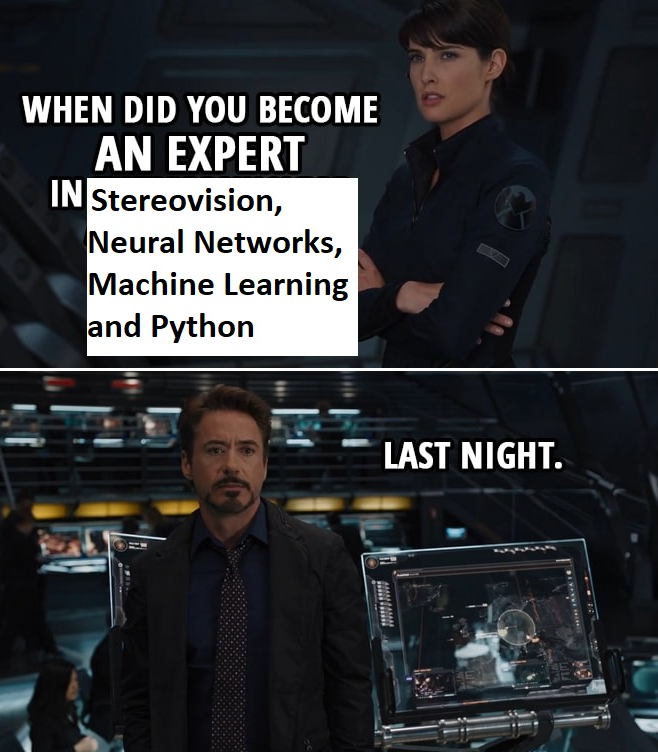 WHEN DID YOU BECOME
AN EXPERT
IN Stereovision,
Neural Networks,
Machine Learning
and Python
LAST NIGHT.